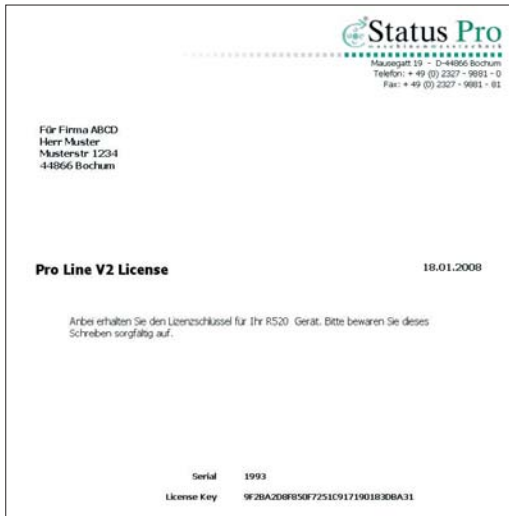 Status Pro
maschinenmesstechnik
Mausegatt 19 - D-44866 Bochum
Telefon: + 49 (0) 2327 - 9881 - 0
Fax: + 49 (0) 2327 - 9881 - 81
Für Firma ABCD
Herr Muster
Musterstr 1234
44866 Bochum
Pro Line V2 License
18.01.2008
Anbei erhalten Sie den Lizenzschlüssel für Ihr R520 Gerät. Bitte bewaren Sie dieses
Schreiben sorgfältig auf.
Serial 1993
License Key 9F2BA2D8F850F7251C917190183DBA31